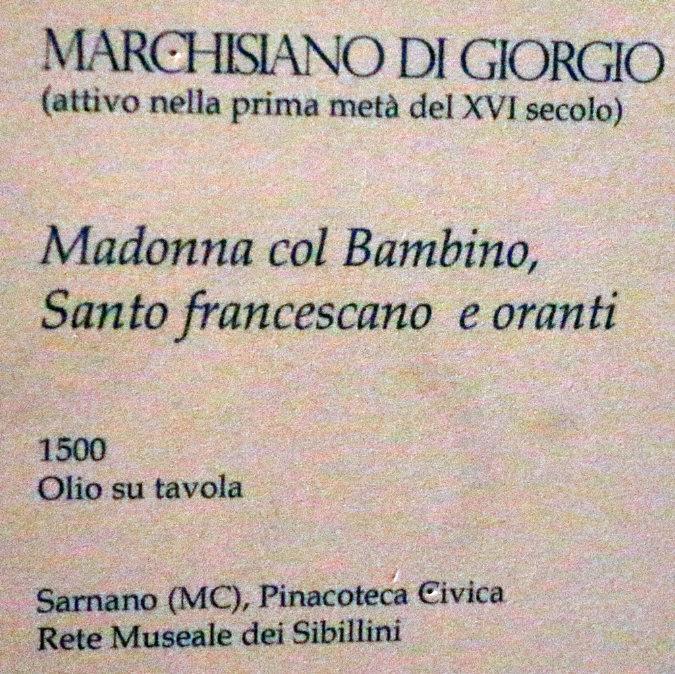 MARCHISIANO DI GIORGIO
(attivo nella prima metà del XVI secolo)
Madonna col Bambino,
Santo francescano e oranti
1500
Olio su tavola
Sarnano (MC), Pinacoteca Civica
Rete Museale dei Sibillini